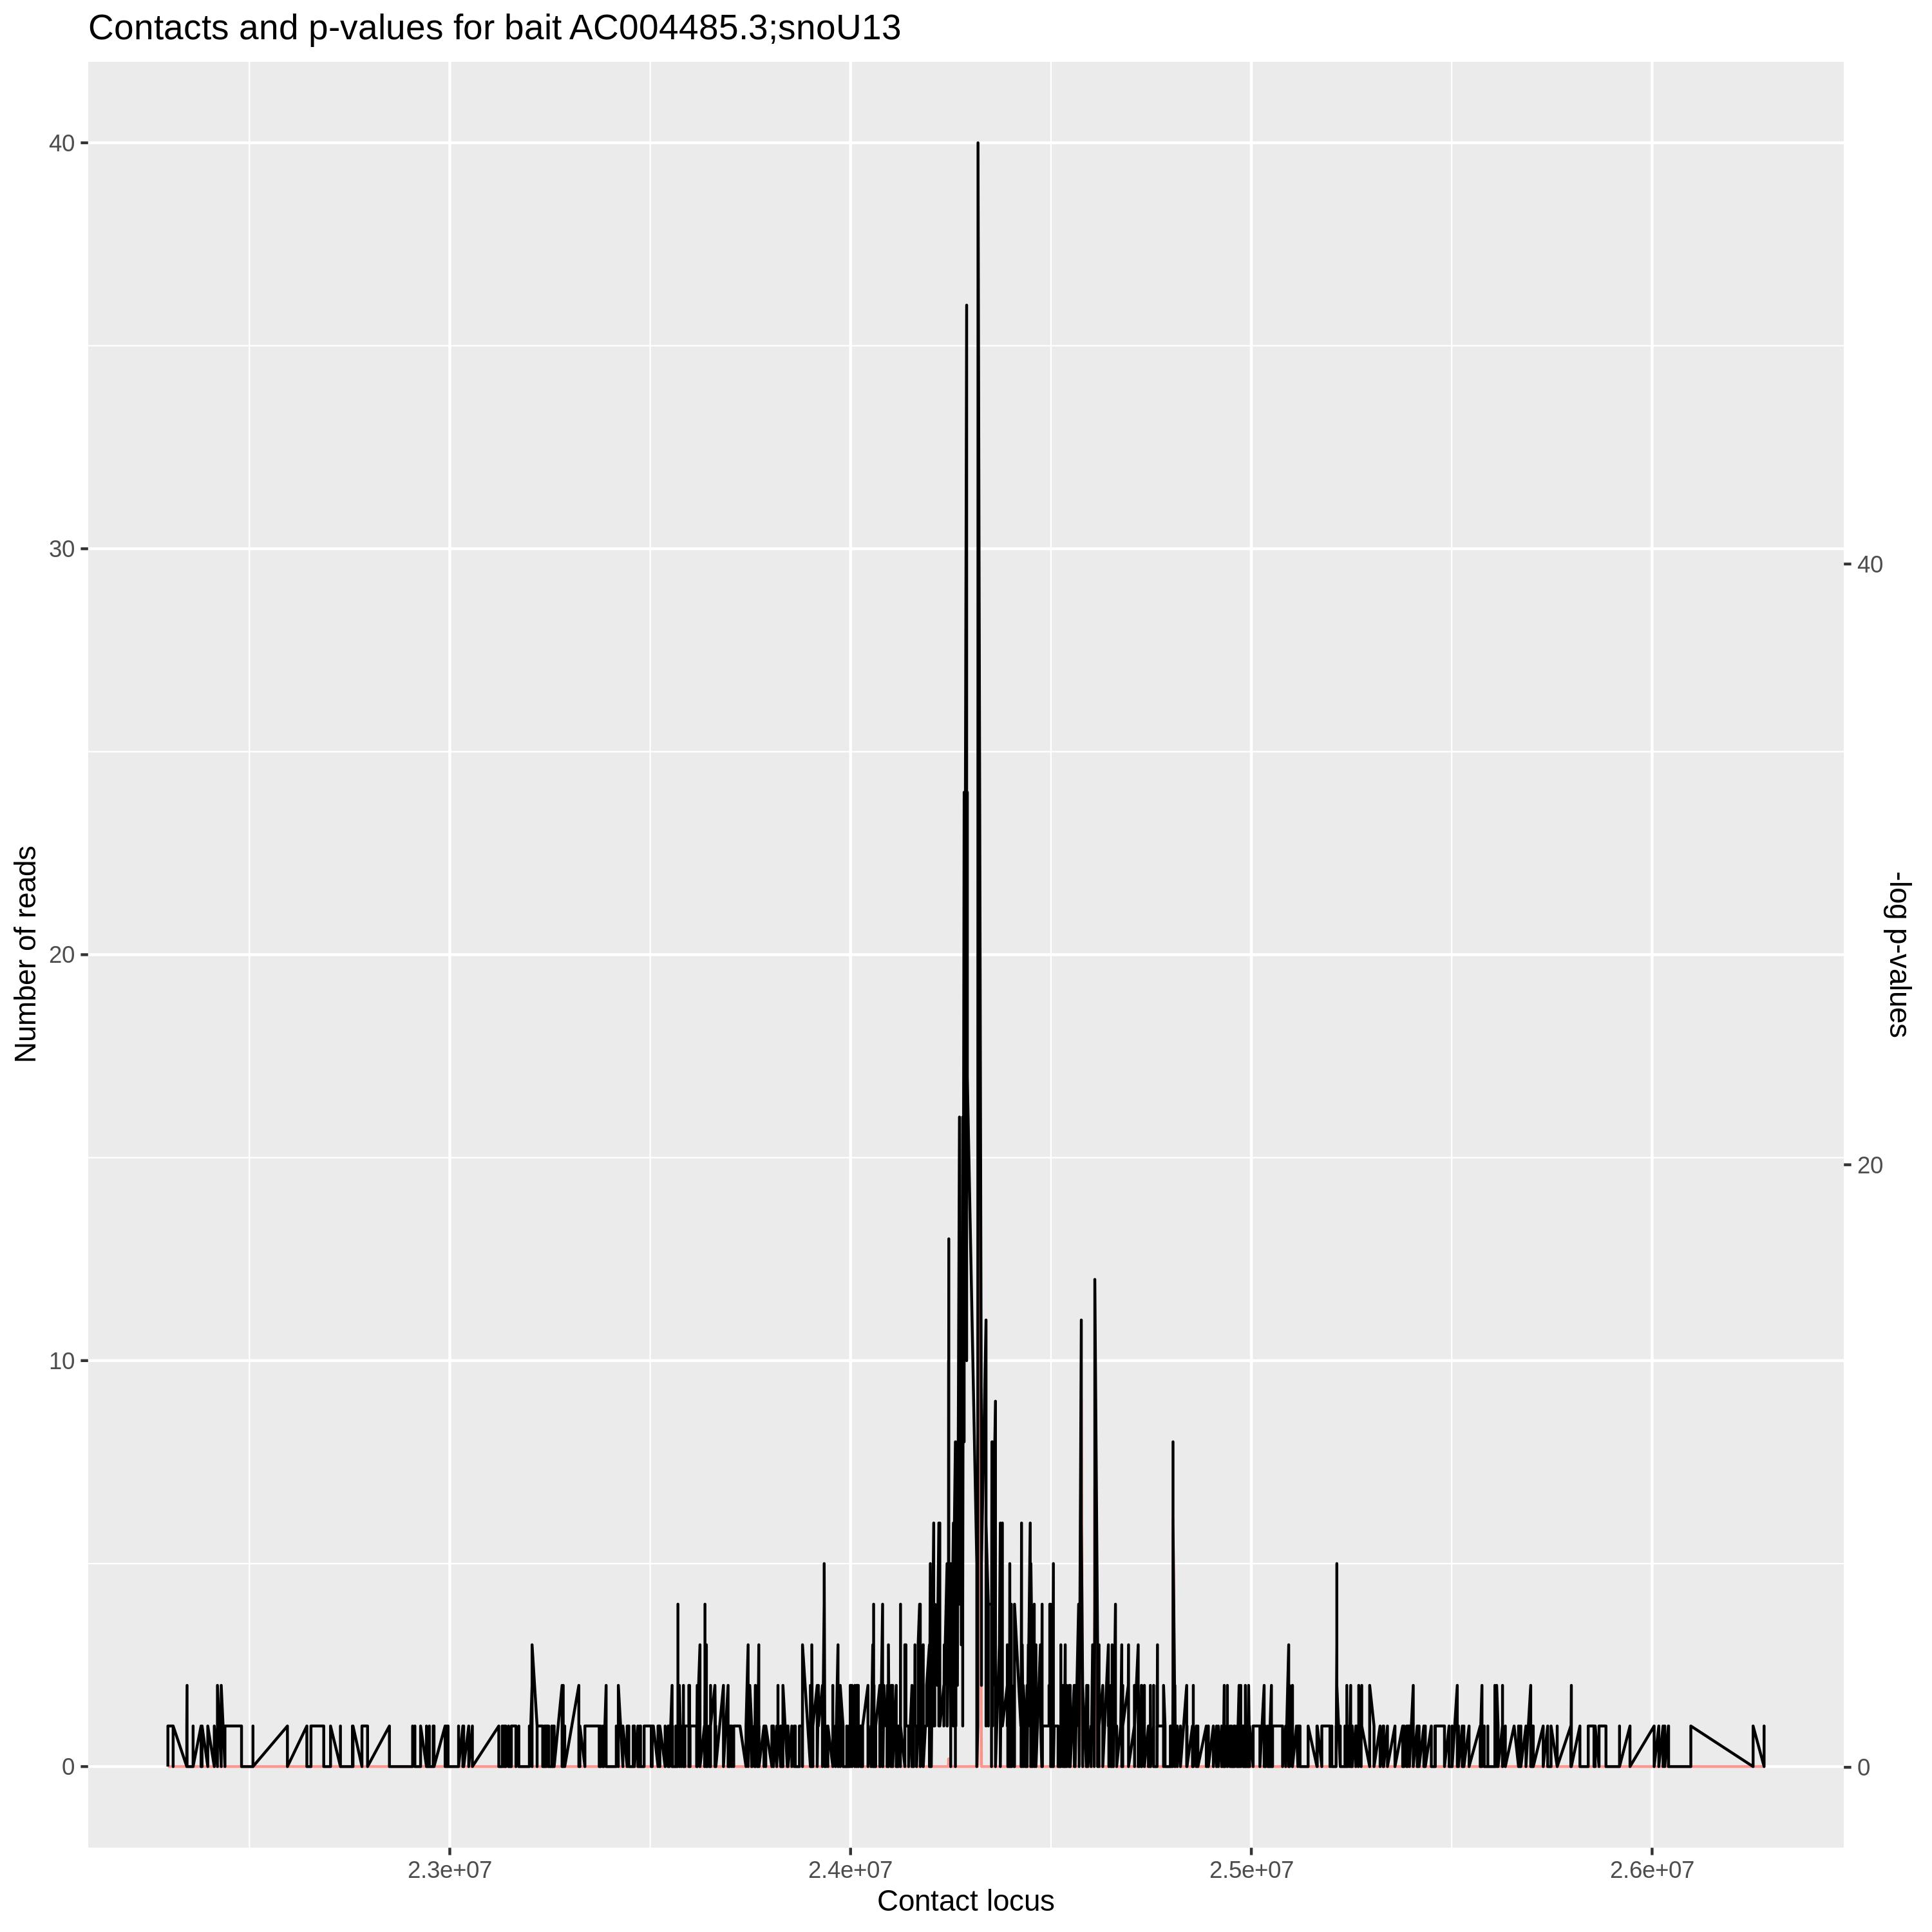 Contacts and p-values for bait AC004485.3;snoU13
40
30
20
10
0
Number of reads
40
20
0
-log p-values
2.3e+07
2.4e+07
2.5e+07
2.6e+07
Contact locus